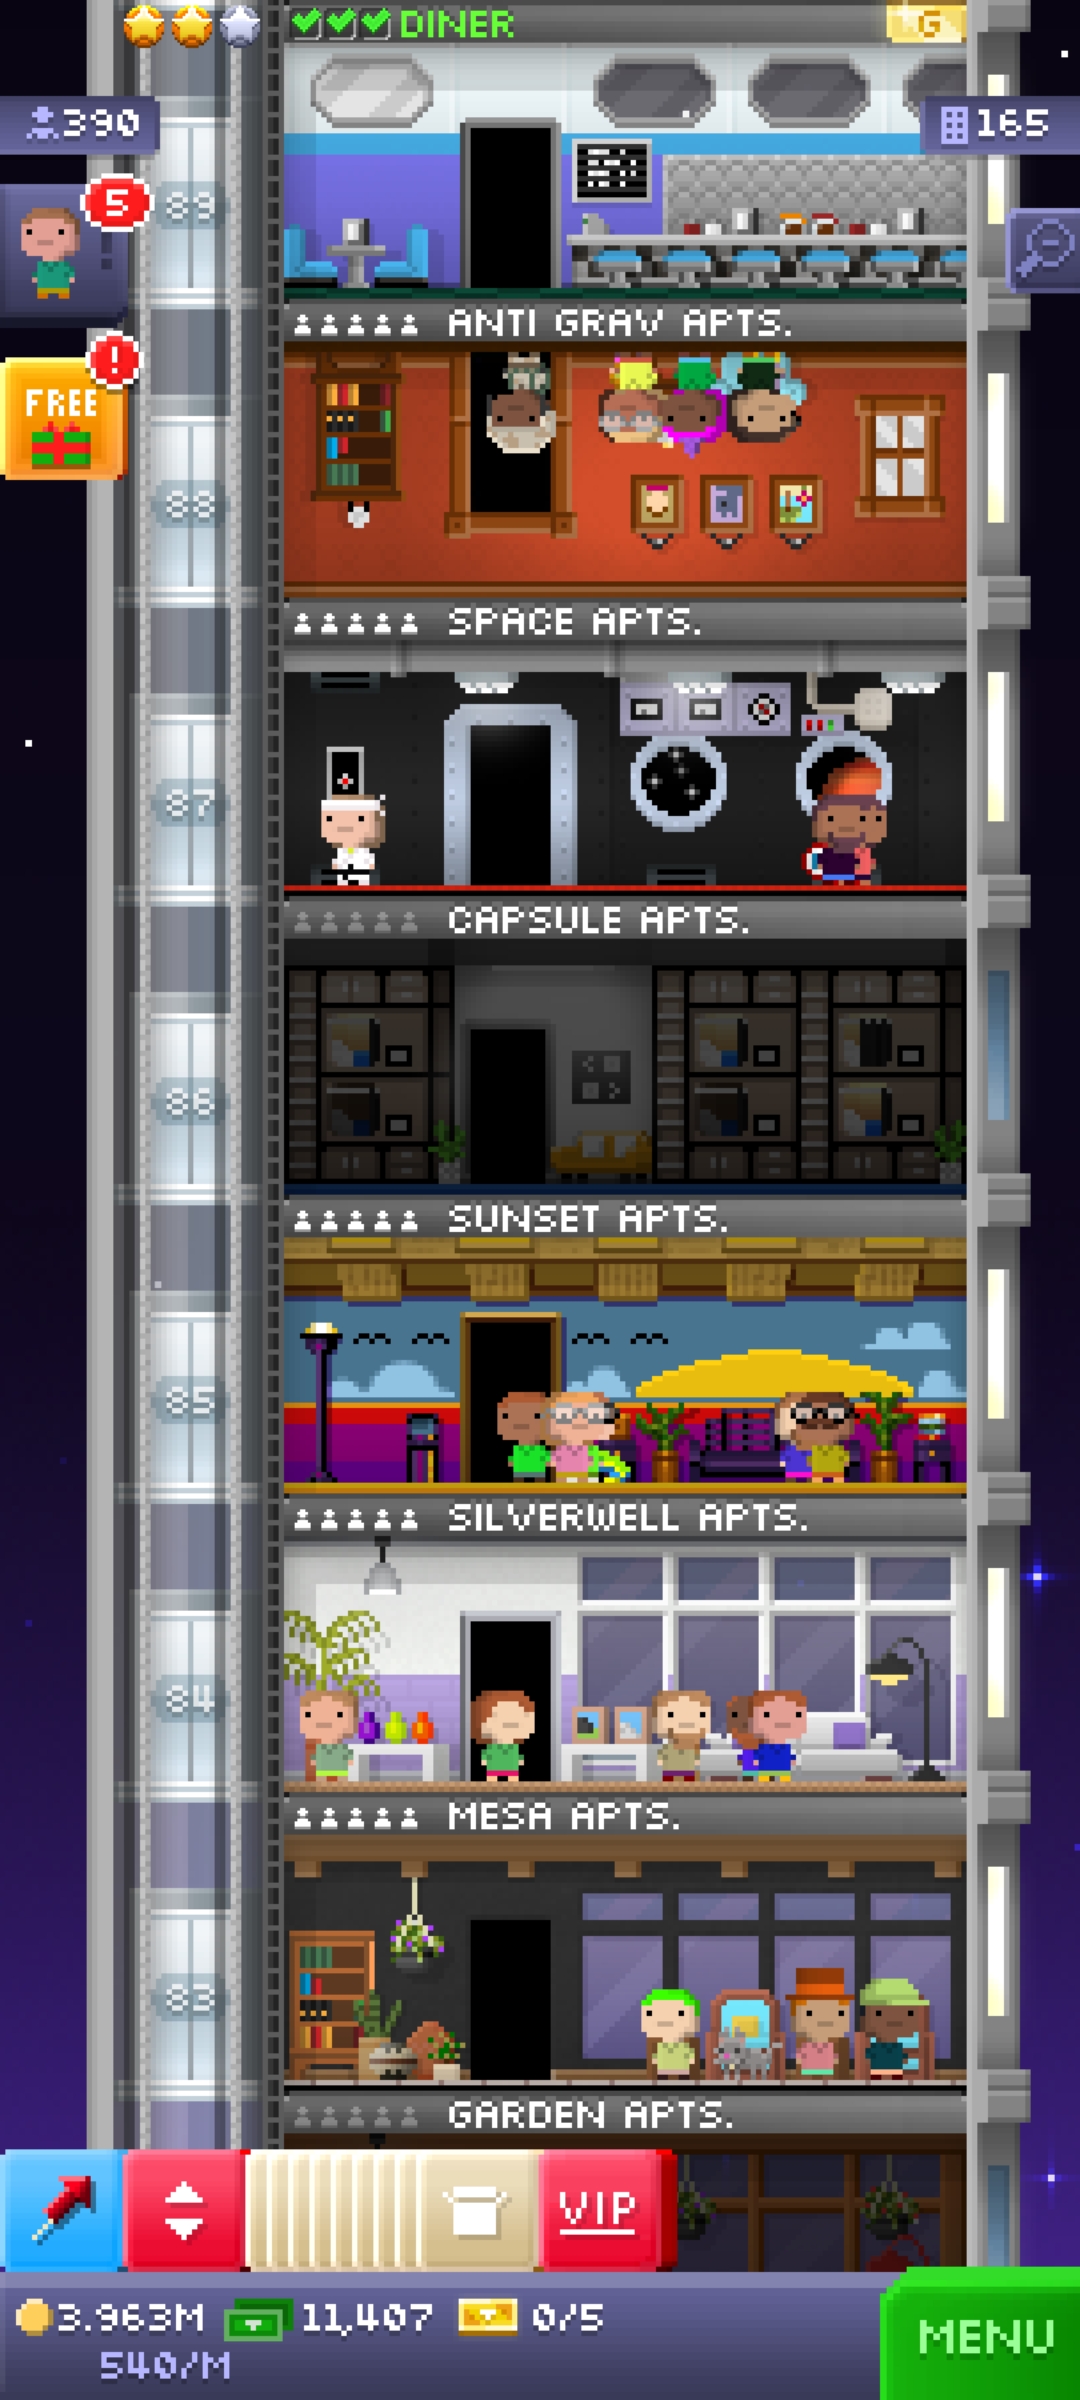 DINER
G
390
165
5
89
ANTI GRAV APTS.
!
FREE
88
SPACE APTS.
87
CAPSULE APTS.
86
SUNSET APTS.
85
SILVERWELL APTS.
84
MESA APTS.
83
GARDEN APTS.
VIP
3.963M 11,407 0/5
540/M
MENU